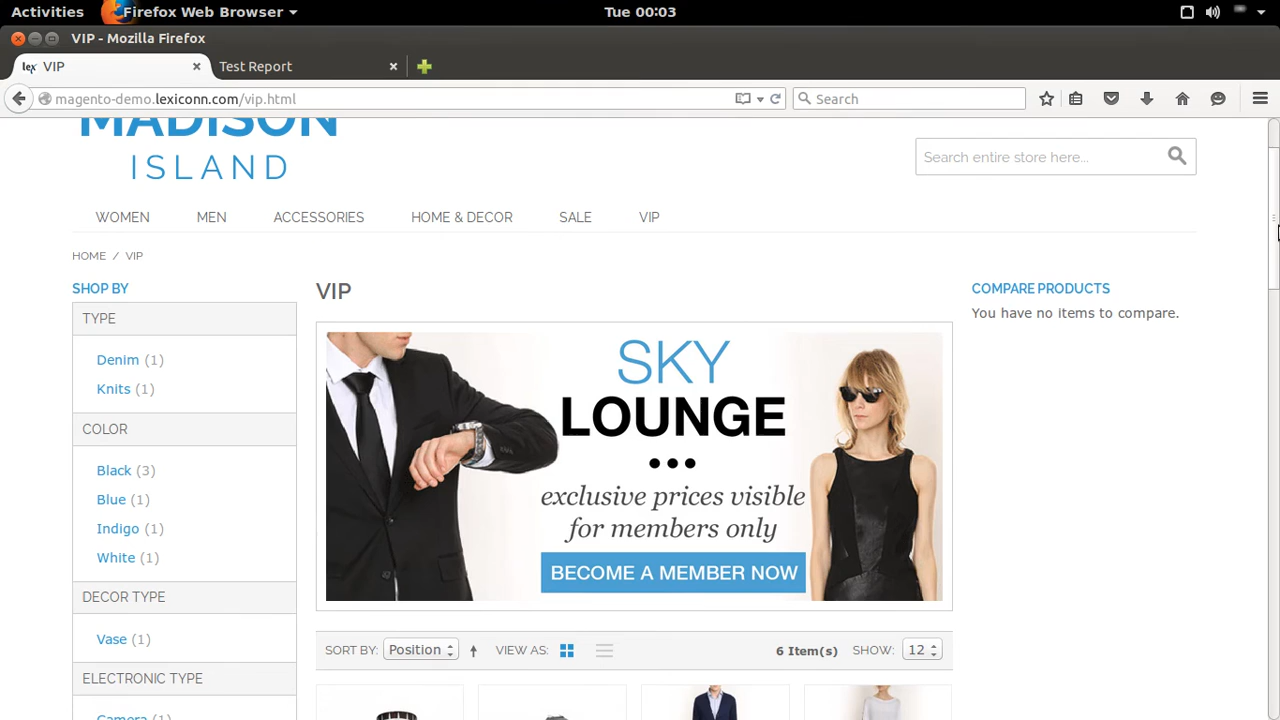 Activities Firefox Web Browser Tue 00:03
VIP - Mozilla Firefox
lex VIP Test Report
magento-demo.lexiconn.com/vip.html Search
MADISON
ISLAND
Search entire store here...
WOMEN MEN ACCESSORIES HOME & DECOR SALE VIP
HOME / VIP
SHOP BY
TYPE
Denim (1)
Knits (1)
COLOR
Black (3)
Blue (1)
Indigo (1)
White (1)
DECOR TYPE
Vase (1)
ELECTRONIC TYPE
Camera (1)
VIP
SKY
LOUNGE
exclusive prices visible
for members only
BECOME A MEMBER NOW
SORT BY: Position VIEW AS: 6 Item(s) SHOW: 12
COMPARE PRODUCTS
You have no items to compare.